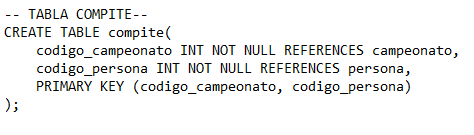 -- TABLA COMPITE--
CREATE TABLE compite(
    codigo_campeonato INT NOT NULL REFERENCES campeonato,
    codigo_persona INT NOT NULL REFERENCES persona,
    PRIMARY KEY (codigo_campeonato, codigo_persona)
);